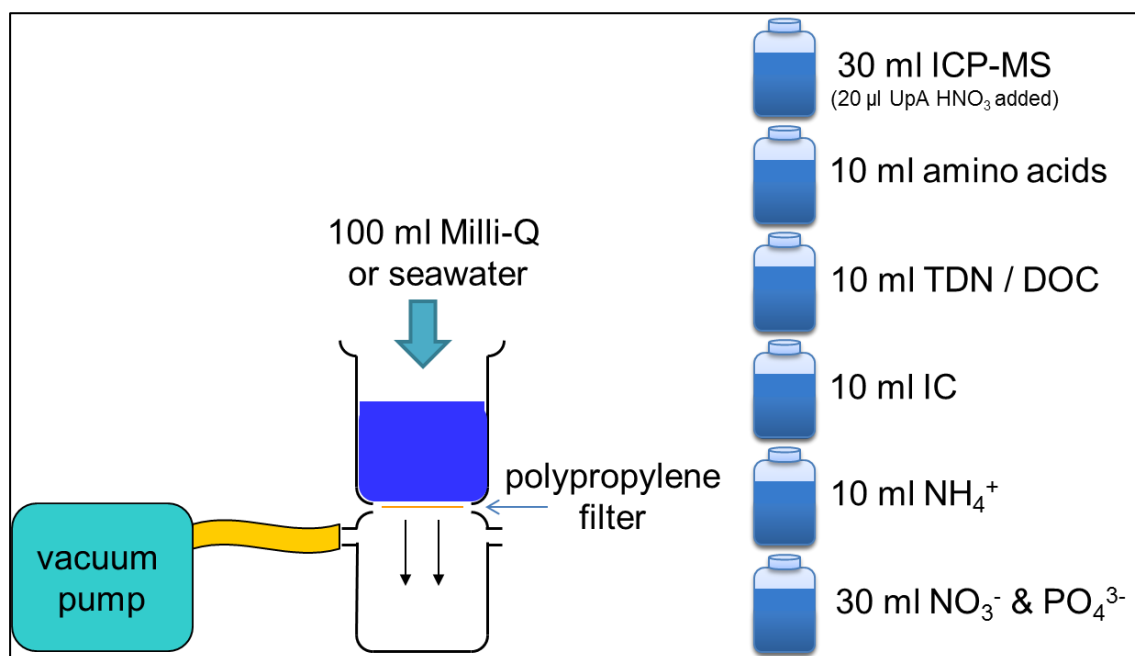 100 ml Milli-Q
or seawater
polypropylene
filter
vacuum
pump
30 ml ICP-MS
(20 µl UpA HNO₃ added)
10 ml amino acids
10 ml TDN / DOC
10 ml IC
10 ml NH₄⁺
30 ml NO₃⁻ & PO₄³⁻